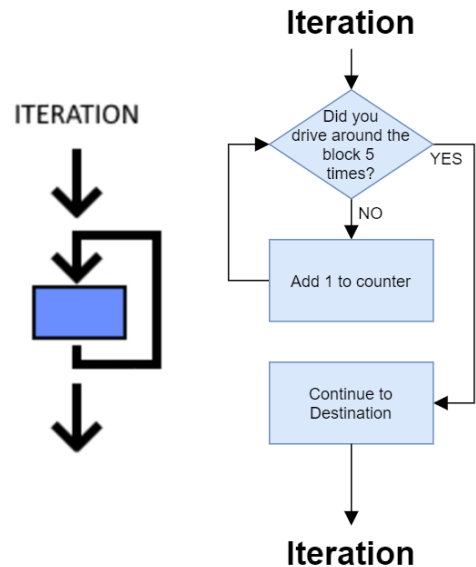 ITERATION
Iteration
Did you
drive around the
block 5
times?
YES
NO
Add 1 to counter
Continue to
Destination
Iteration